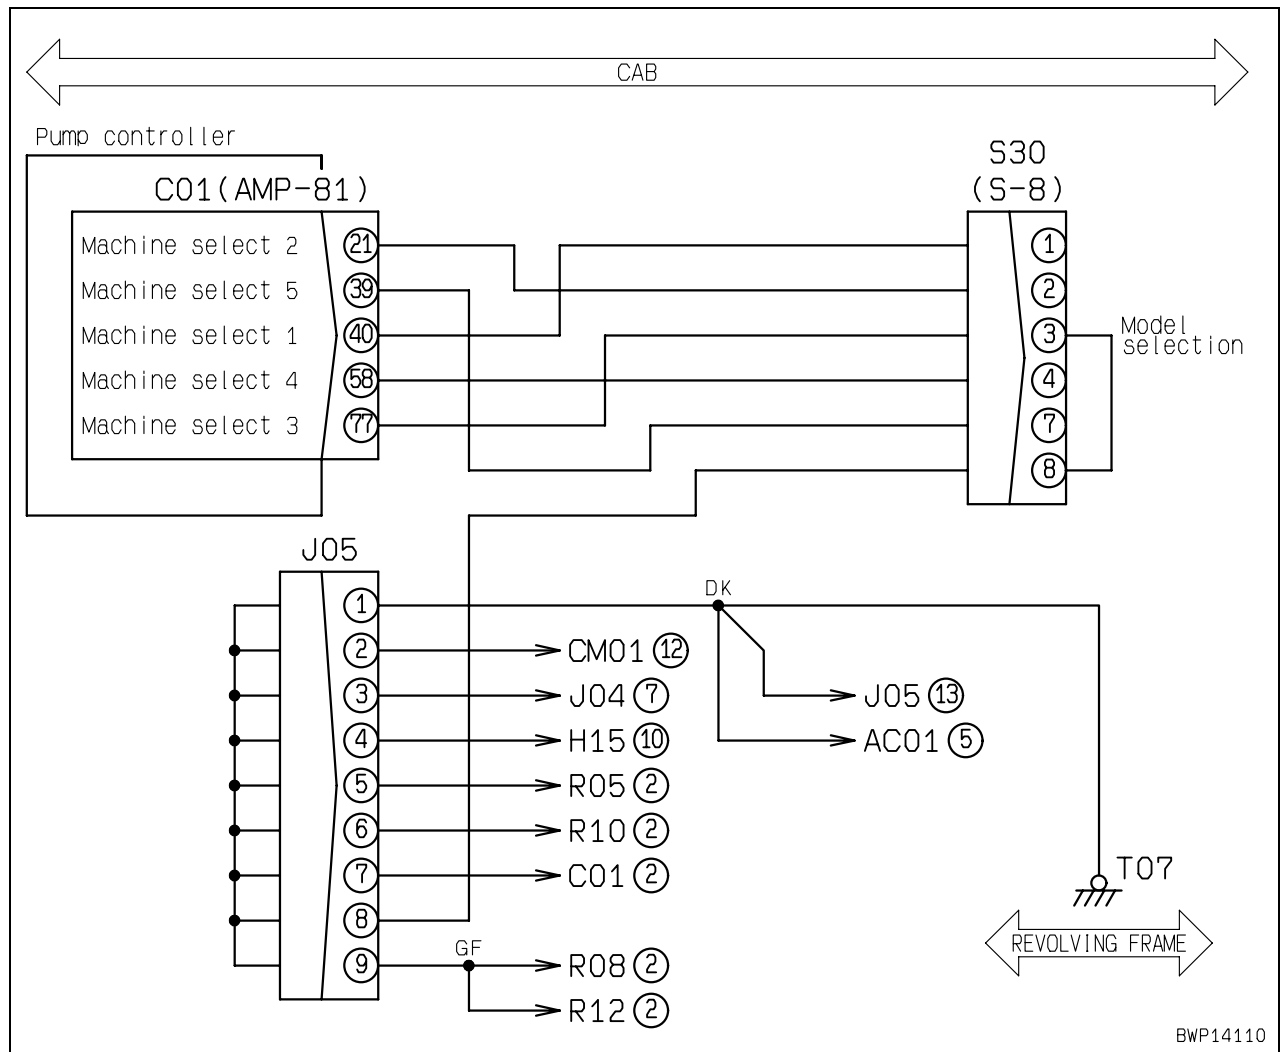 CAB
Pump controller
C01(AMP-81)
Machine select 2 21
Machine select 5 39
Machine select 1 40
Machine select 4 58
Machine select 3 77
S30
(S-8)
1
2
3
4
7
8
Model
selection
J05
1
2 CM01 12
3 J04 7
4 H15 10
5 R05 2
6 R10 2
7 C01 2
8
9 GF R08 2
R12 2
DK
J05 13
AC01 5
T07
REVOLVING FRAME
BWP14110